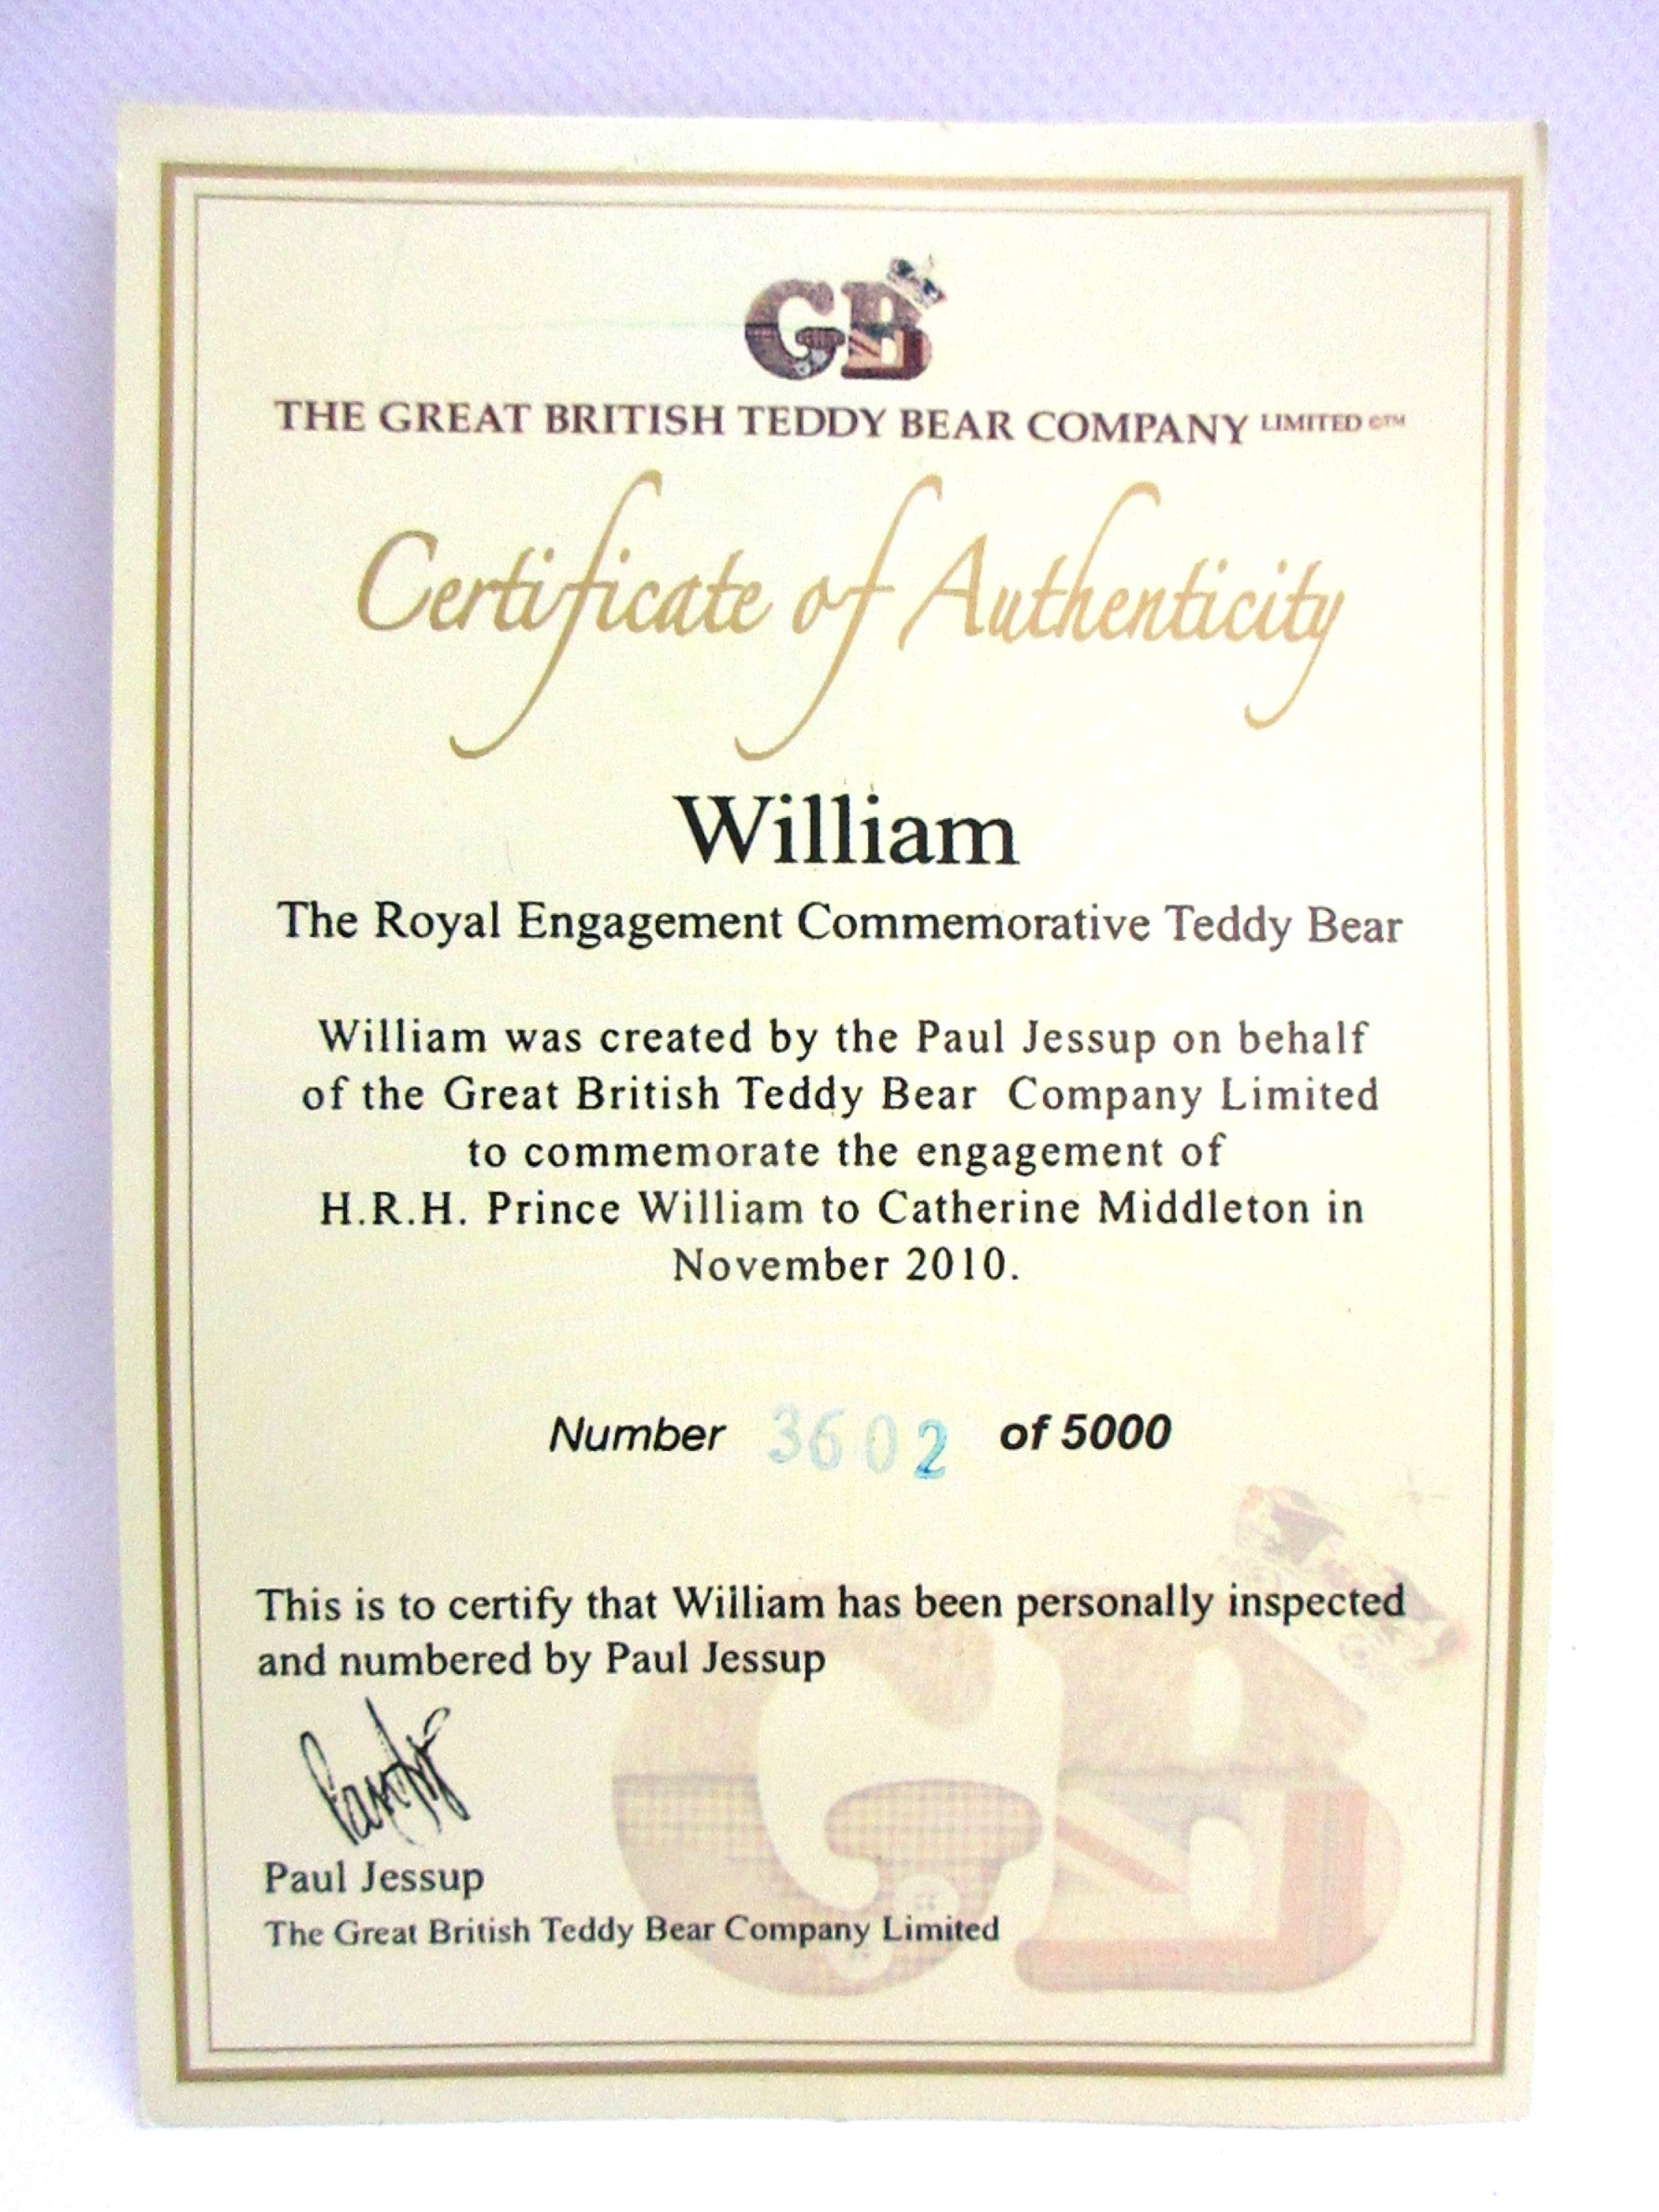 GB
THE GREAT BRITISH TEDDY BEAR COMPANY LIMITED ©™
Certificate of Authenticity
William
The Royal Engagement Commemorative Teddy Bear
William was created by the Paul Jessup on behalf
of the Great British Teddy Bear Company Limited
to commemorate the engagement of
H.R.H. Prince William to Catherine Middleton in
November 2010.
Number 3602 of 5000
This is to certify that William has been personally inspected
and numbered by Paul Jessup
Paul Jessup
The Great British Teddy Bear Company Limited
GB